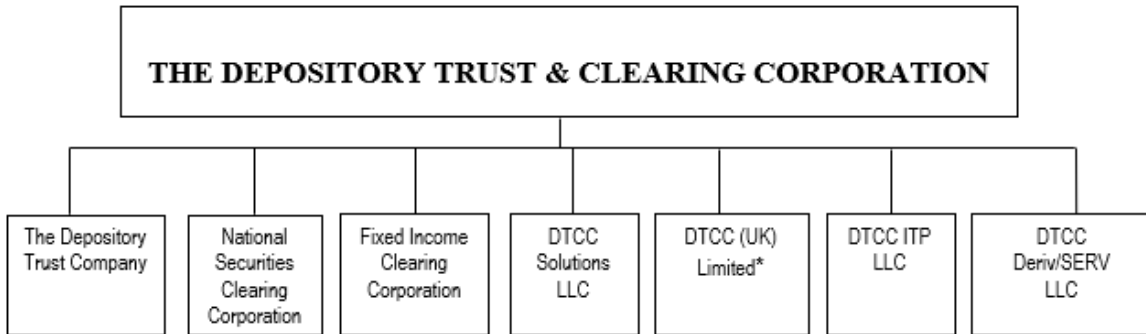 THE DEPOSITORY TRUST & CLEARING CORPORATION
The Depository
Trust Company
National
Securities
Clearing
Corporation
Fixed Income
Clearing
Corporation
DTCC
Solutions
LLC
DTCC (UK)
Limited*
DTCC ITP
LLC
DTCC
Deriv/SERV
LLC